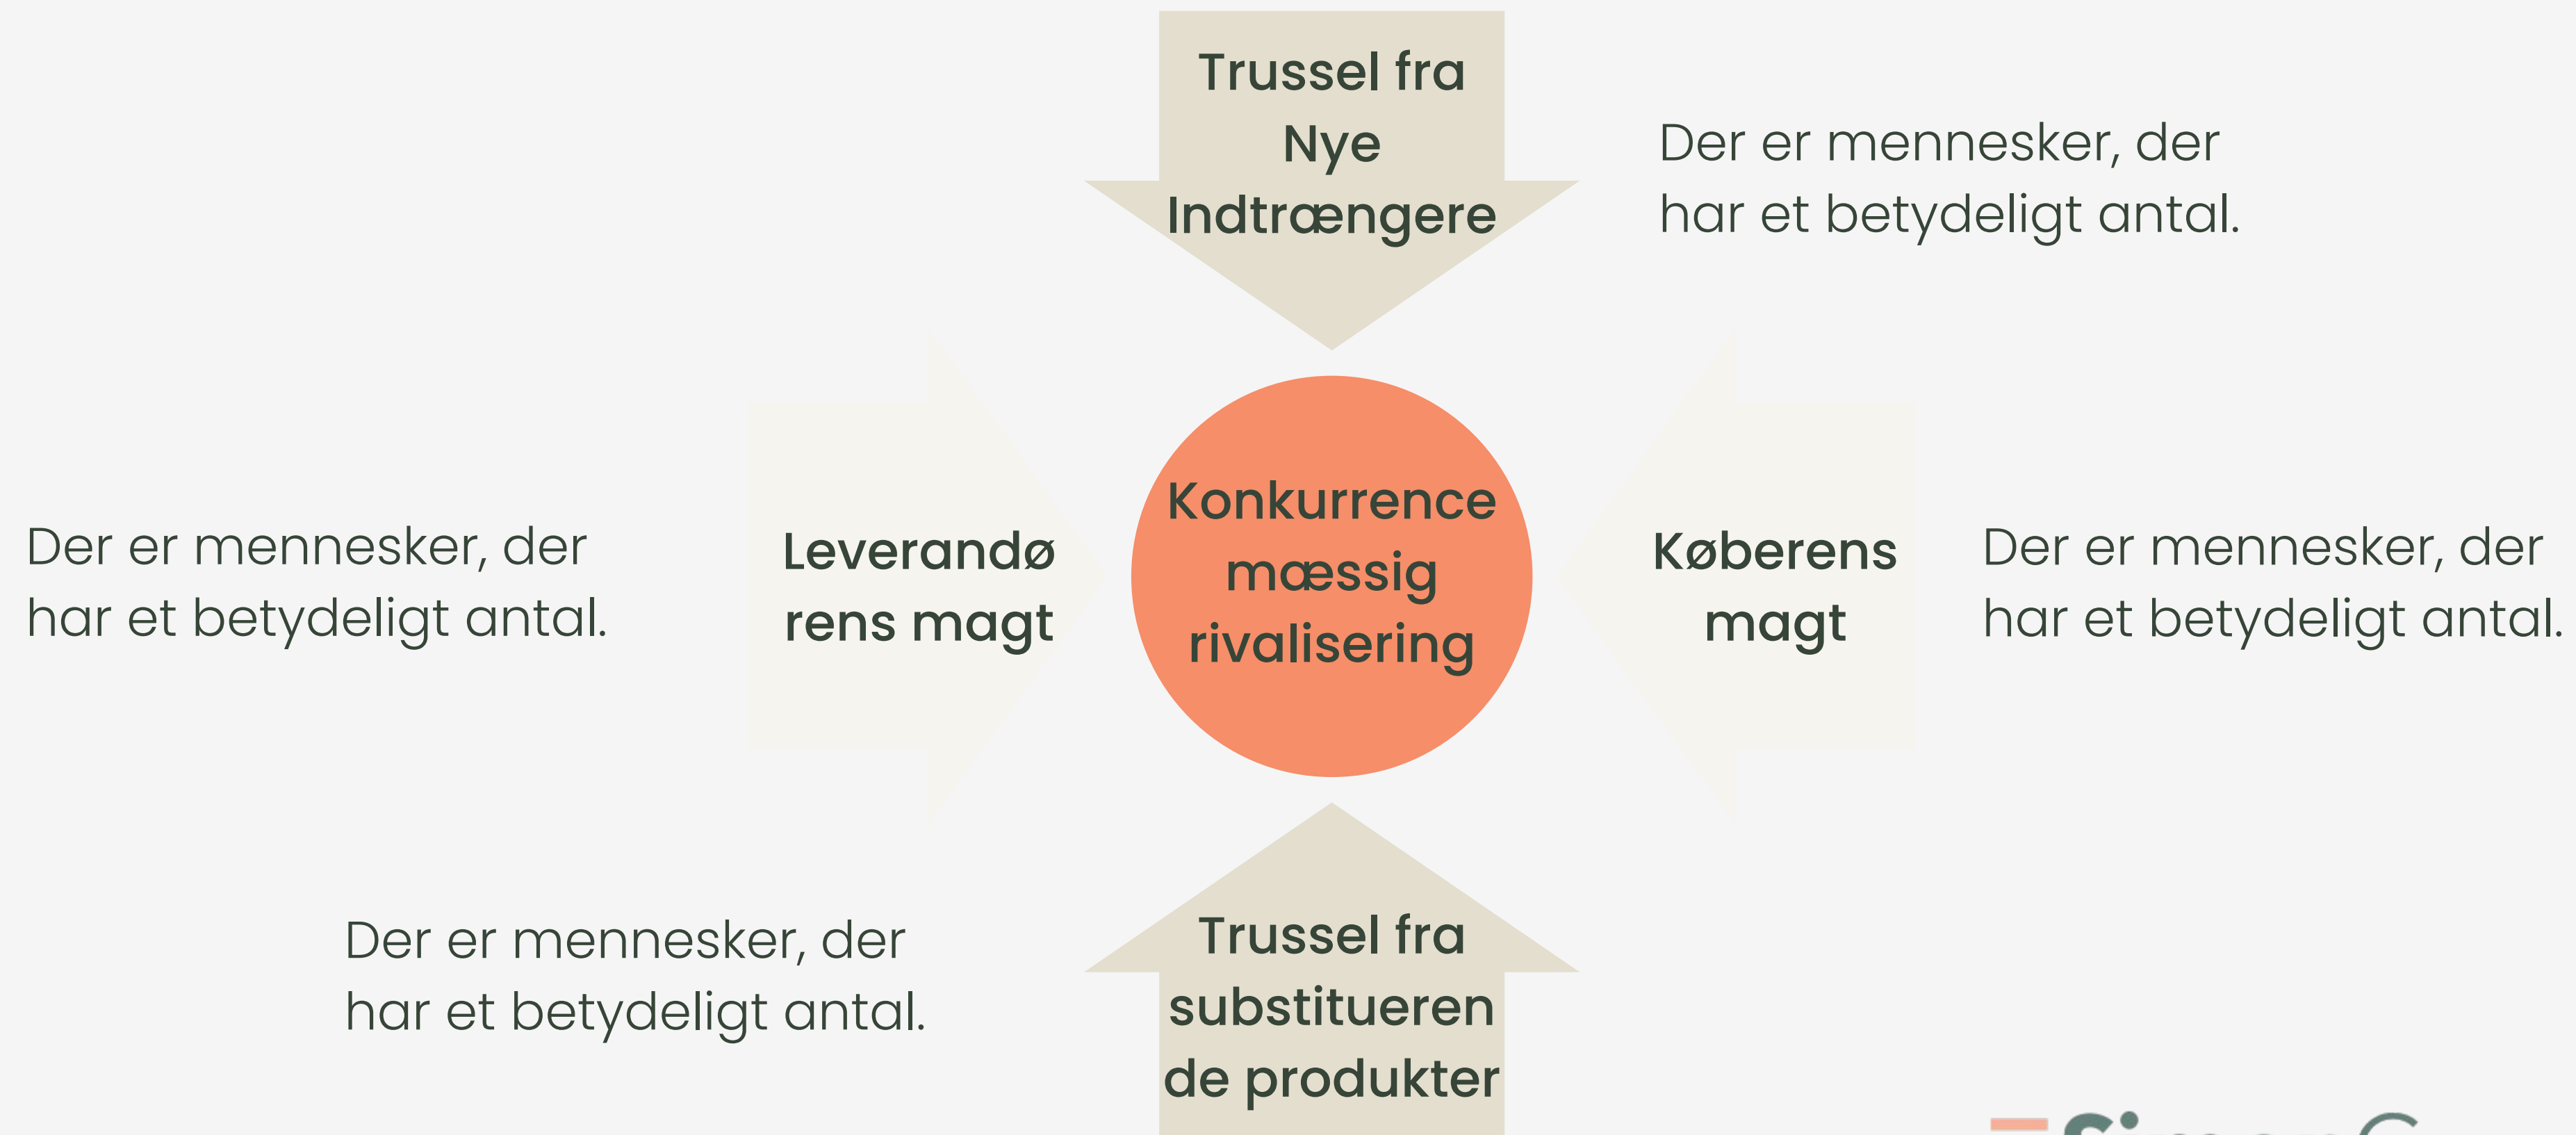 Trussel fra
Nye
Indtrængere
Der er mennesker, der
har et betydeligt antal.
Der er mennesker, der
har et betydeligt antal.
Leverandø
rens magt
Konkurrence
mæssig
rivalisering
Køberens
magt
Der er mennesker, der
har et betydeligt antal.
Der er mennesker, der
har et betydeligt antal.
Trussel fra
substitueren
de produkter